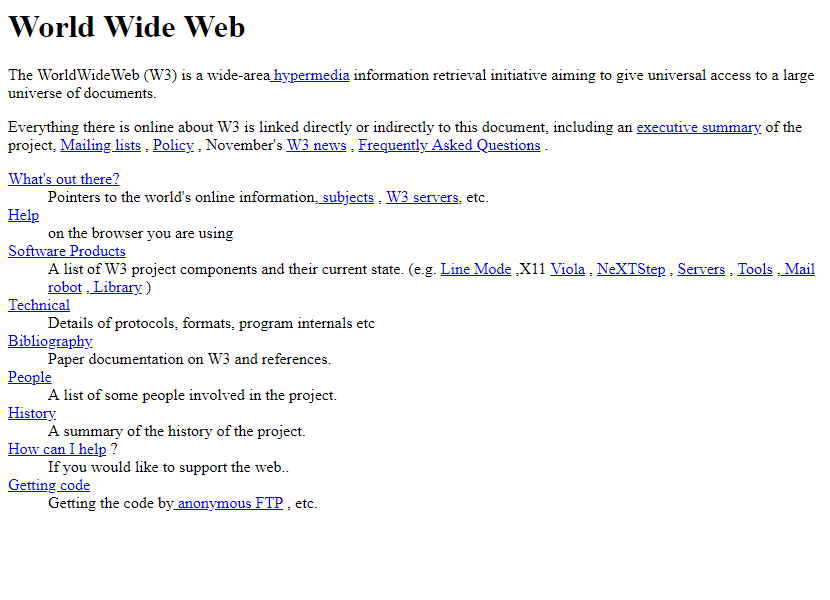 World Wide Web
The WorldWideWeb (W3) is a wide-area hypermedia information retrieval initiative aiming to give universal access to a large
universe of documents.
Everything there is online about W3 is linked directly or indirectly to this document, including an executive summary of the
project, Mailing lists , Policy , November's W3 news , Frequently Asked Questions .
What's out there?
Pointers to the world's online information, subjects , W3 servers, etc.
Help
on the browser you are using
Software Products
A list of W3 project components and their current state. (e.g. Line Mode ,X11 Viola , NeXTStep , Servers , Tools , Mail
robot , Library )
Technical
Details of protocols, formats, program internals etc
Bibliography
Paper documentation on W3 and references.
People
A list of some people involved in the project.
History
A summary of the history of the project.
How can I help ?
If you would like to support the web..
Getting code
Getting the code by anonymous FTP , etc.